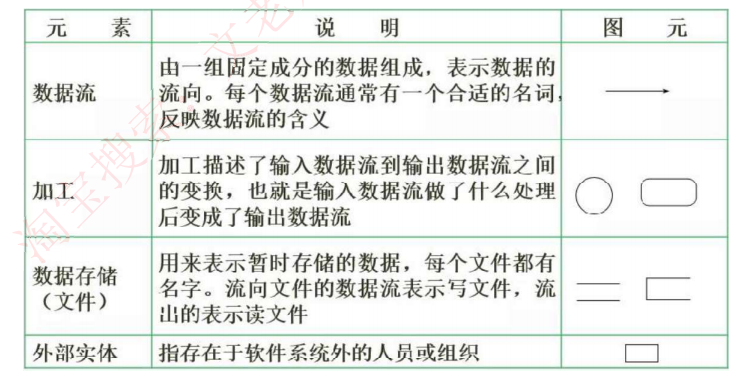 元 素 说 明 图 元
数据流
由一组固定成分的数据组成，表示数据的
流向。每个数据流通常有一个合适的名词，
反映数据流的含义
加工
加工描述了输入数据流到输出数据流之间
的变换，也就是输入数据流做了什么处理
后变成了输出数据流
数据存储
（文件）
用来表示暂时存储的数据，每个文件都有
名字。流向文件的数据流表示写文件，流
出的表示读文件
外部实体 指存在于软件系统外的人员或组织
淘宝搜索：文老